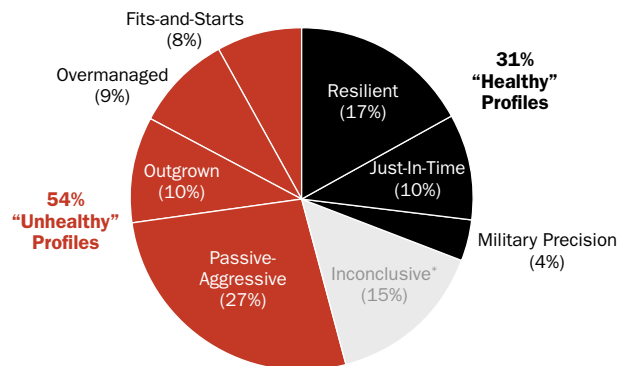 Fits-and-Starts
(8%)
Overmanaged
(9%)
Outgrown
(10%)
54%
“Unhealthy”
Profiles
Passive-
Aggressive
(27%)
Resilient
(17%)
31%
“Healthy”
Profiles
Just-In-Time
(10%)
Military Precision
(4%)
Inconclusive*
(15%)